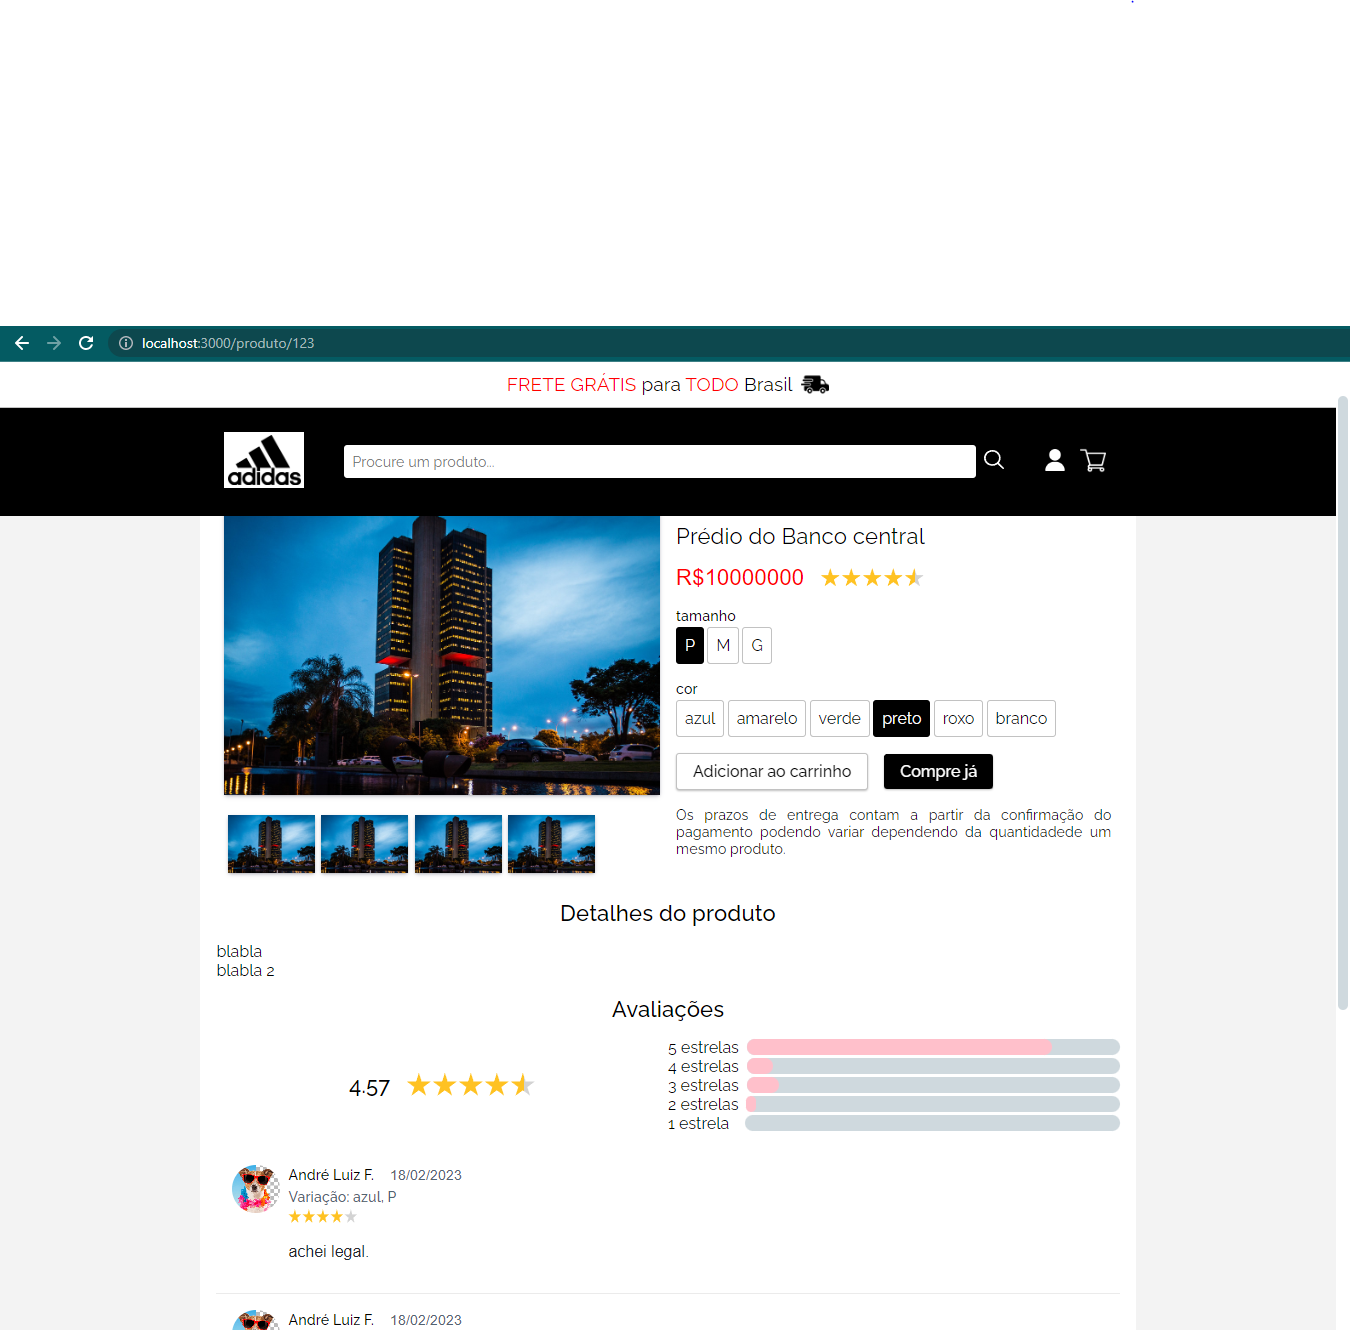 localhost:3000/produto/123
FRETE GRÁTIS para TODO Brasil
adidas
Procure um produto...
Prédio do Banco central
R$10000000
tamanho
P M G
cor
azul amarelo verde preto roxo branco
Adicionar ao carrinho Compre já
Os prazos de entrega contam a partir da confirmação do
pagamento podendo variar dependendo da quantidadede um
mesmo produto.
Detalhes do produto
blabla
blabla 2
Avaliações
4.57
5 estrelas
4 estrelas
3 estrelas
2 estrelas
1 estrela
André Luiz F. 18/02/2023
Variação: azul, P
achei legal.
André Luiz F. 18/02/2023